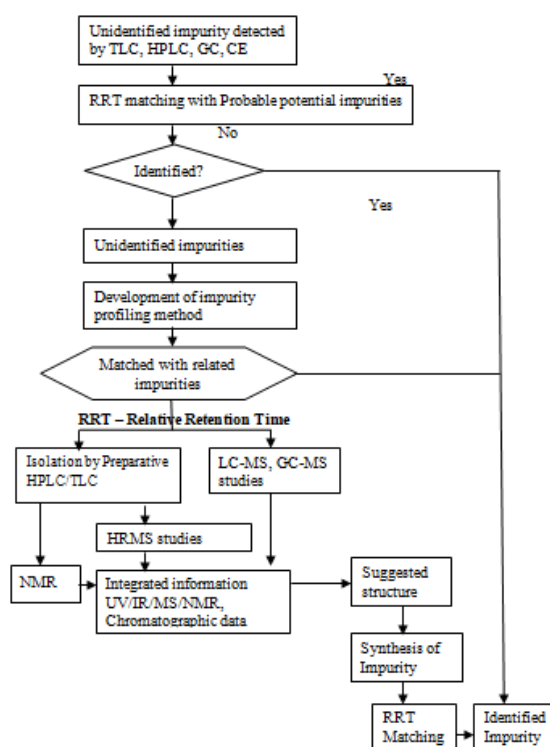 Unidentified impurity detected
by TLC, HPLC, GC, CE
Yes
RRT matching with Probable potential impurities
No
Identified?
Yes
Unidentified impurities
Development of impurity
profiling method
Matched with related
impurities
RRT – Relative Retention Time
Isolation by Preparative
HPLC/TLC
LC-MS, GC-MS
studies
HRMS studies
NMR
Integrated information
UV/IR/MS/NMR,
Chromatographic data
Suggested
structure
Synthesis of
Impurity
RRT
Matching
Identified
Impurity